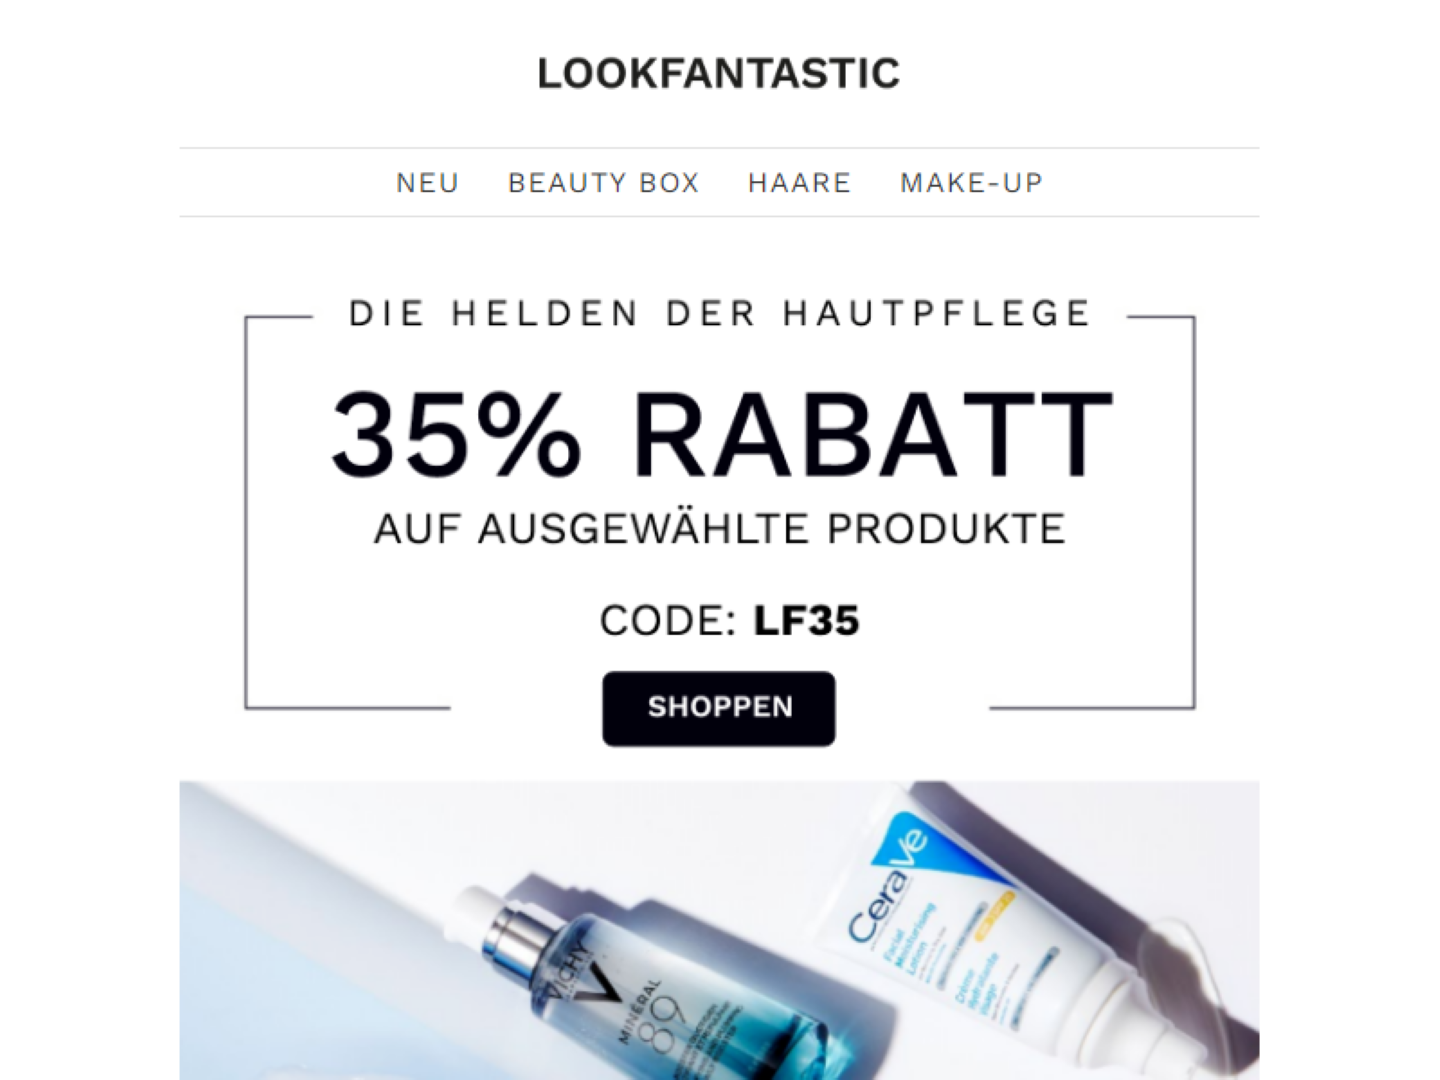 LOOKFANTASTIC
NEU BEAUTY BOX HAARE MAKE-UP
DIE HELDEN DER HAUTPFLEGE
35% RABATT
AUF AUSGEWÄHLTE PRODUKTE
CODE: LF35
SHOPPEN
VICHY
MINÉRAL
89
CeraVe
Facial
Moisturising
Lotion
Crème
Hydratante
Visage